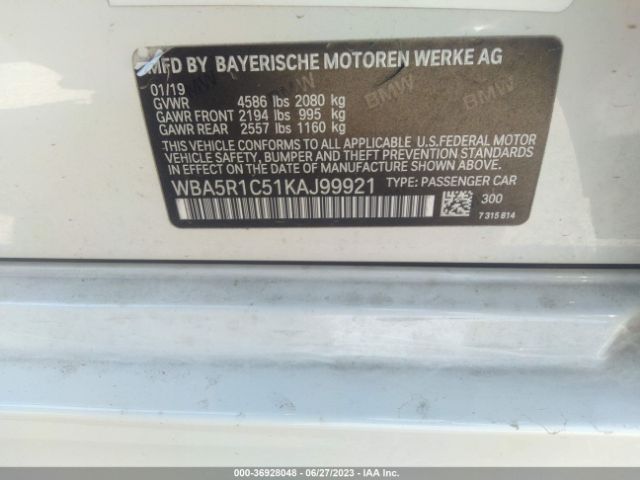 MFD BY BAYERISCHE MOTOREN WERKE AG
01/19
GVWR 4586 lbs 2080 kg
GAWR FRONT 2194 lbs 995 kg
GAWR REAR 2557 lbs 1160 kg
THIS VEHICLE CONFORMS TO ALL APPLICABLE U.S.FEDERAL MOTOR
VEHICLE SAFETY, BUMPER, AND THEFT PREVENTION STANDARDS
IN EFFECT ON THE DATE OF MANUFACTURE SHOWN ABOVE.
WBA5R1C51KAJ99921 TYPE: PASSENGER CAR
300
7 315 814
BMW
BMW
000-36928048 - 06/27/2023 - IAA Inc.